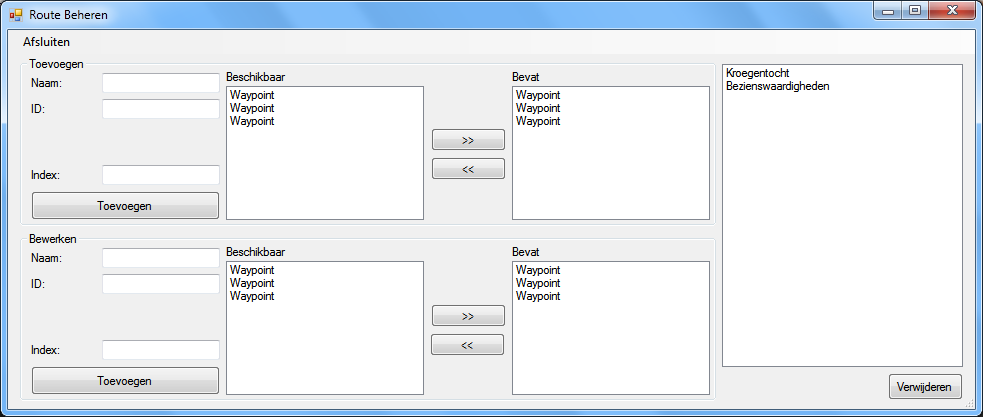 Route Beheren
Afsluiten
Toevoegen
Naam:
ID:
Index:
Toevoegen
Beschikbaar
Waypoint
Waypoint
Waypoint
>>
<<
Bevat
Waypoint
Waypoint
Waypoint
Bewerken
Naam:
ID:
Index:
Toevoegen
Beschikbaar
Waypoint
Waypoint
Waypoint
>>
<<
Bevat
Waypoint
Waypoint
Waypoint
Kroegentocht
Bezienswaardigheden
Verwijderen